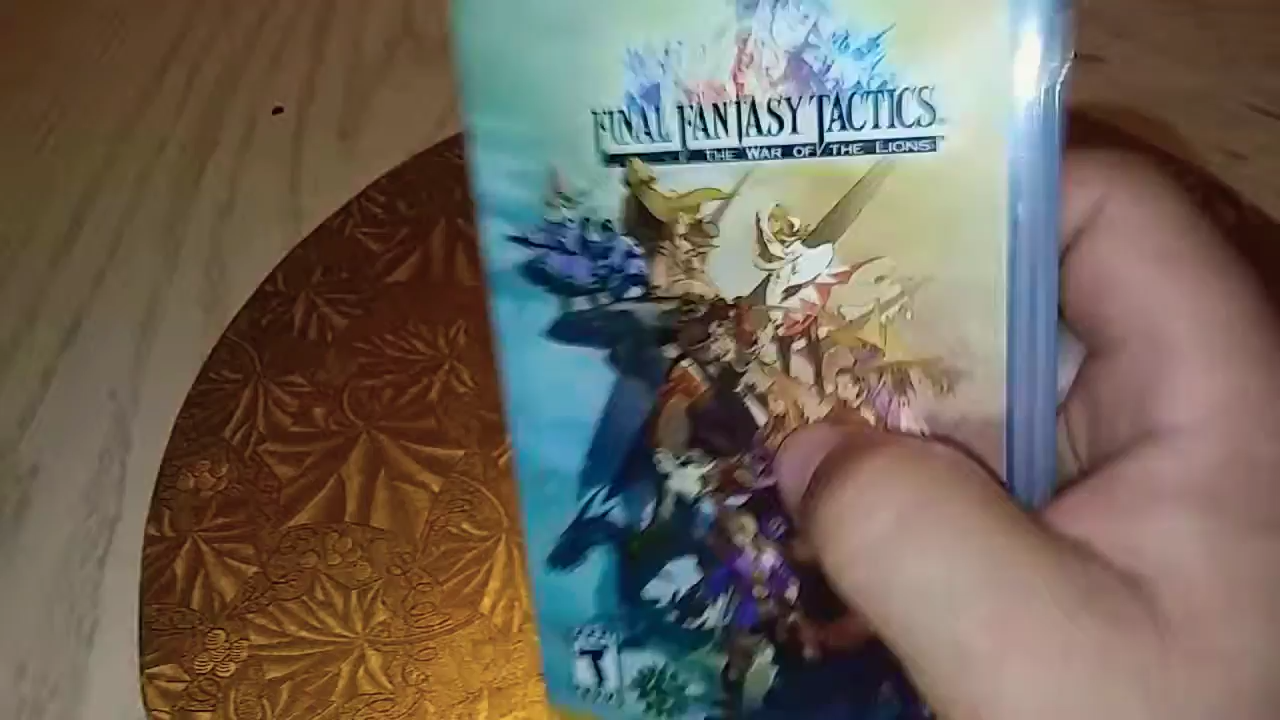 FINAL FANTASY TACTICS
THE WAR OF THE LIONS
T